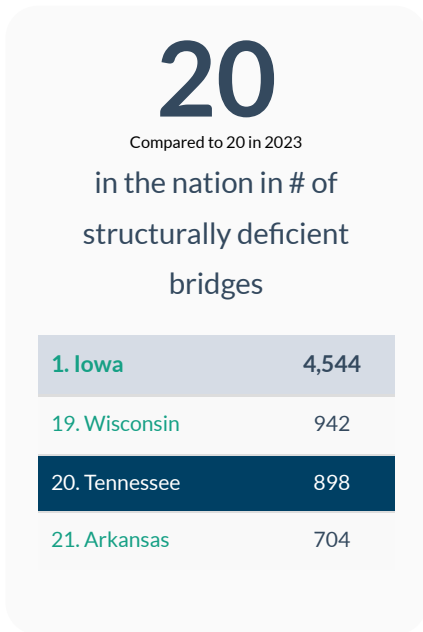 20
Compared to 20 in 2023
in the nation in # of
structurally deficient
bridges
1. Iowa 4,544
19. Wisconsin 942
20. Tennessee 898
21. Arkansas 704